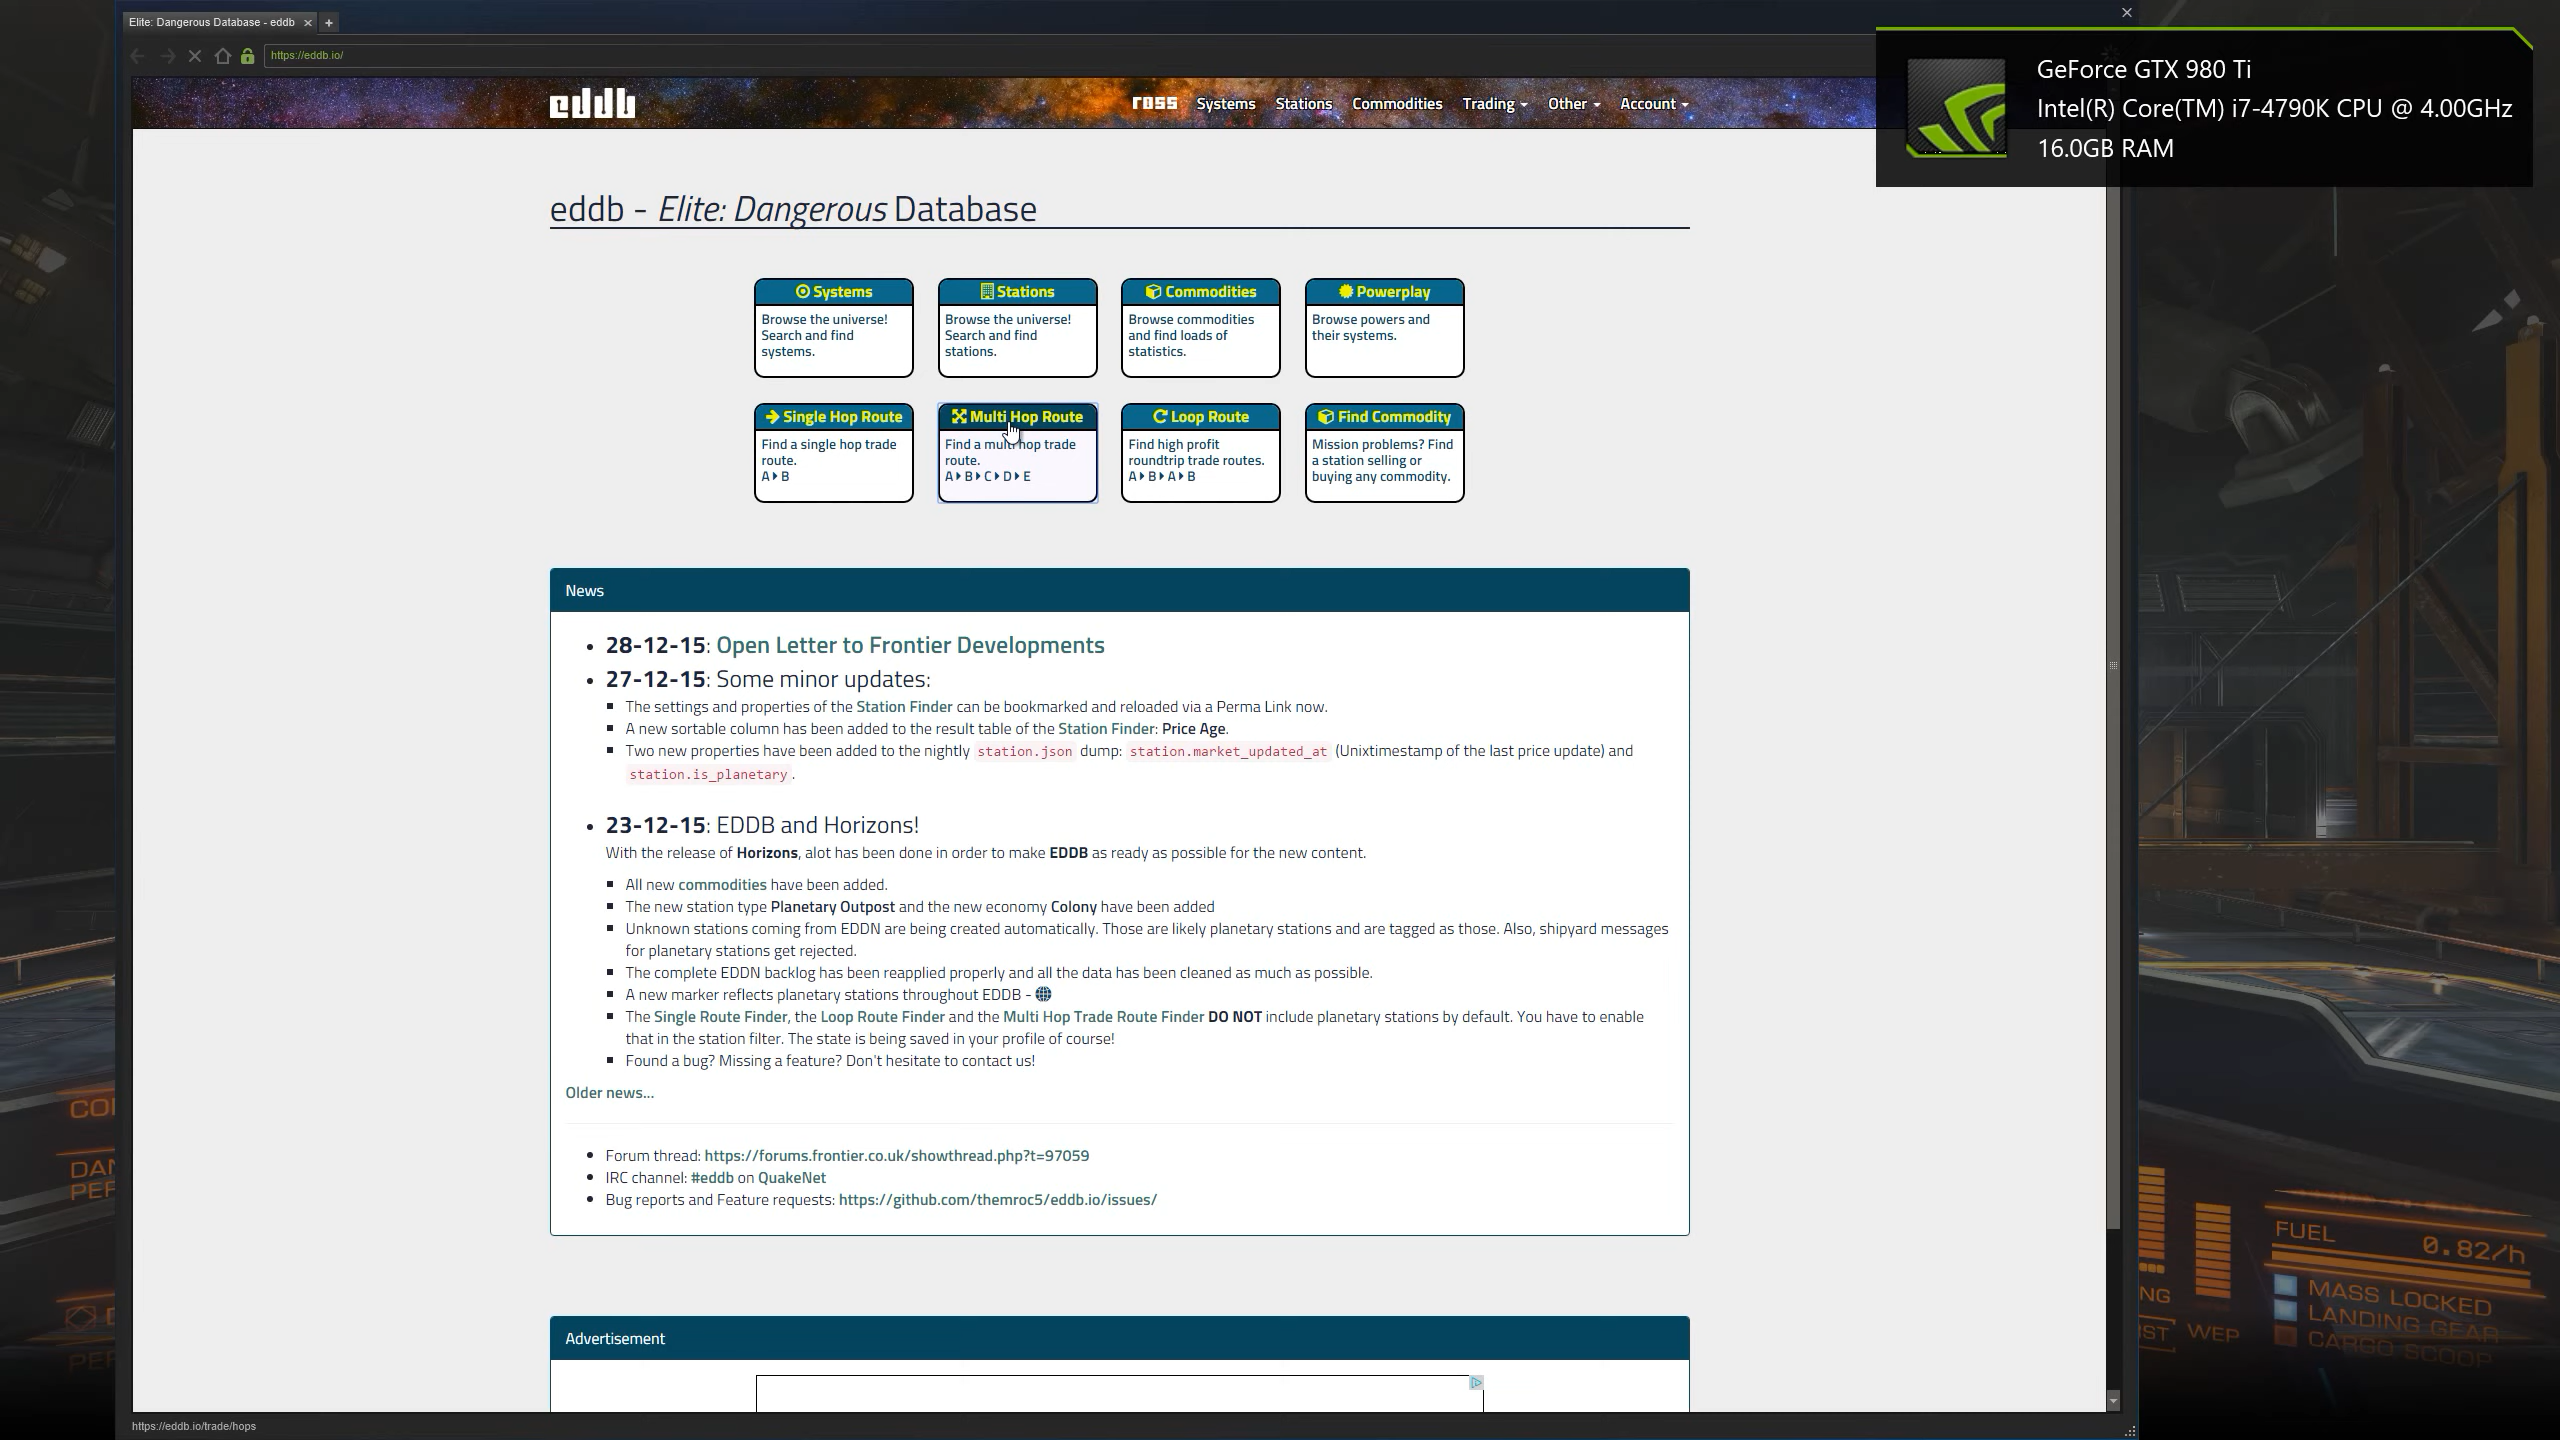 Elite: Dangerous Database - eddb
https://eddb.io/
GeForce GTX 980 Ti
Intel(R) Core(TM) i7-4790K CPU @ 4.00GHz
16.0GB RAM
eddb
ross Systems Stations Commodities Trading Other Account
eddb - Elite: Dangerous Database
Systems
Browse the universe!
Search and find
systems.
Stations
Browse the universe!
Search and find
stations.
Commodities
Browse commodities
and find loads of
statistics.
Powerplay
Browse powers and
their systems.
Single Hop Route
Find a single hop trade
route.
A B
Multi Hop Route
Find a multi hop trade
route.
A B C D E
Loop Route
Find high profit
roundtrip trade routes.
A B A B
Find Commodity
Mission problems? Find
a station selling or
buying any commodity.
News
28-12-15: Open Letter to Frontier Developments
27-12-15: Some minor updates:
The settings and properties of the Station Finder can be bookmarked and reloaded via a Perma Link now.
A new sortable column has been added to the result table of the Station Finder: Price Age.
Two new properties have been added to the nightly station.json dump: station.market_updated_at (Unixtimestamp of the last price update) and
station.is_planetary.
23-12-15: EDDB and Horizons!
With the release of Horizons, alot has been done in order to make EDDB as ready as possible for the new content.
All new commodities have been added.
The new station type Planetary Outpost and the new economy Colony have been added
Unknown stations coming from EDDN are being created automatically. Those are likely planetary stations and are tagged as those. Also, shipyard messages
for planetary stations get rejected.
The complete EDDN backlog has been reapplied properly and all the data has been cleaned as much as possible.
A new marker reflects planetary stations throughout EDDB -
The Single Route Finder, the Loop Route Finder and the Multi Hop Trade Route Finder DO NOT include planetary stations by default. You have to enable
that in the station filter. The state is being saved in your profile of course!
Found a bug? Missing a feature? Don't hesitate to contact us!
Older news...
Forum thread: https://forums.frontier.co.uk/showthread.php?t=97059
IRC channel: #eddb on QuakeNet
Bug reports and Feature requests: https://github.com/themroc5/eddb.io/issues/
Advertisement
https://eddb.io/trade/hops
FUEL 0.82/h
MASS LOCKED
LANDING GEAR
CARGO SCOOP
WEP